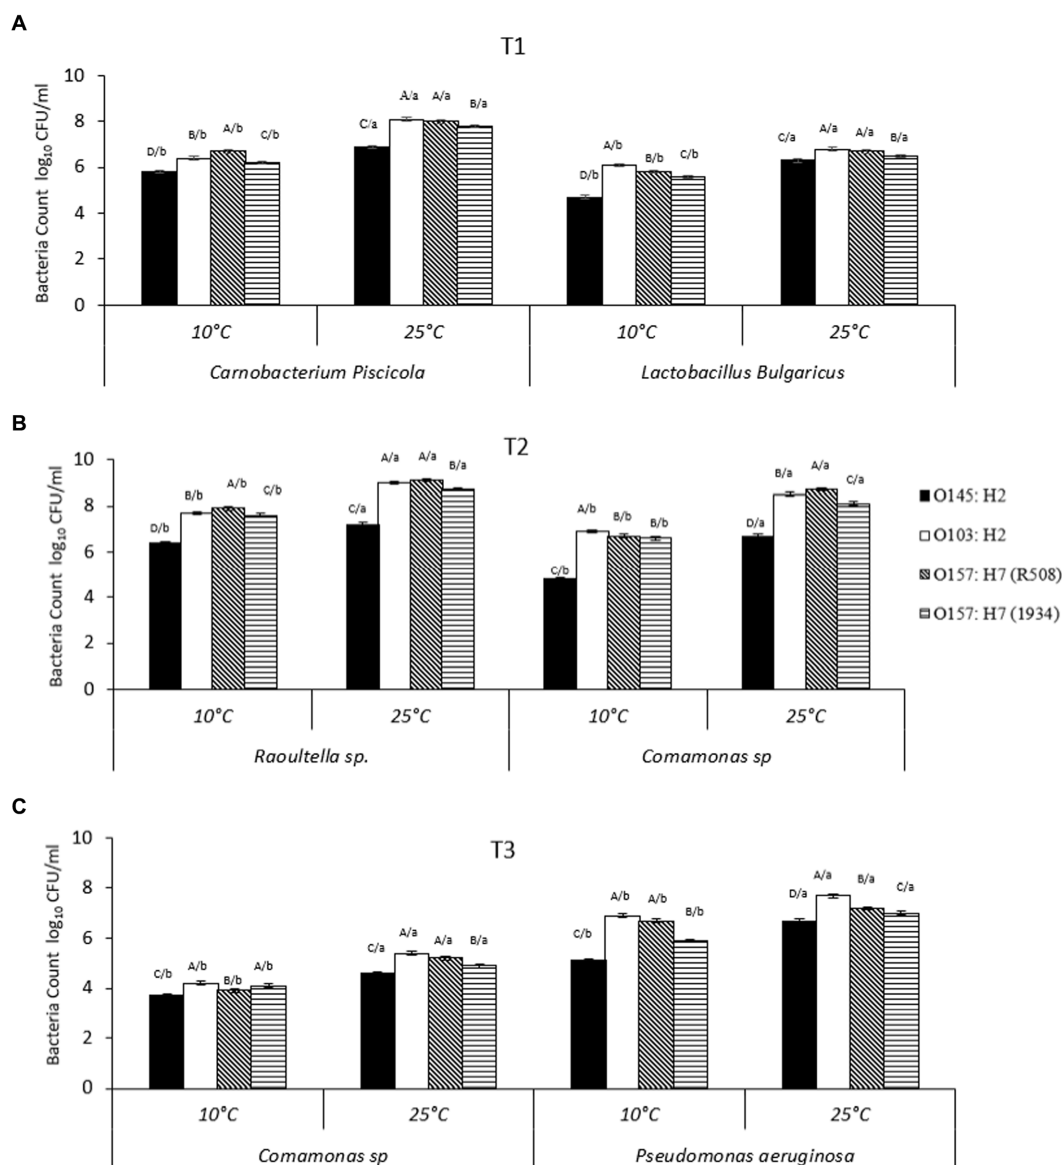 A
T1
Bacteria Count log₁₀ CFU/ml
10
8
6
4
2
0
D/b B/b A/b C/b C/a A/a A/a B/a D/b A/b B/b C/b C/a A/a A/a B/a
10°C 25°C 10°C 25°C
Carnobacterium Piscicola Lactobacillus Bulgaricus
B
T2
Bacteria Count log₁₀ CFU/ml
10
8
6
4
2
0
D/b B/b A/b C/b C/a A/a A/a B/a C/b A/b B/b B/b D/a B/a A/a C/a
10°C 25°C 10°C 25°C
Raoultella sp. Comamonas sp
O145: H2
O103: H2
O157: H7 (R508)
O157: H7 (1934)
C
T3
Bacteria Count log₁₀ CFU/ml
10
8
6
4
2
0
C/b A/b B/b A/b C/a A/a A/a B/a C/b A/b A/b B/b D/a A/a B/a C/a
10°C 25°C 10°C 25°C
Comamonas sp Pseudomonas aeruginosa